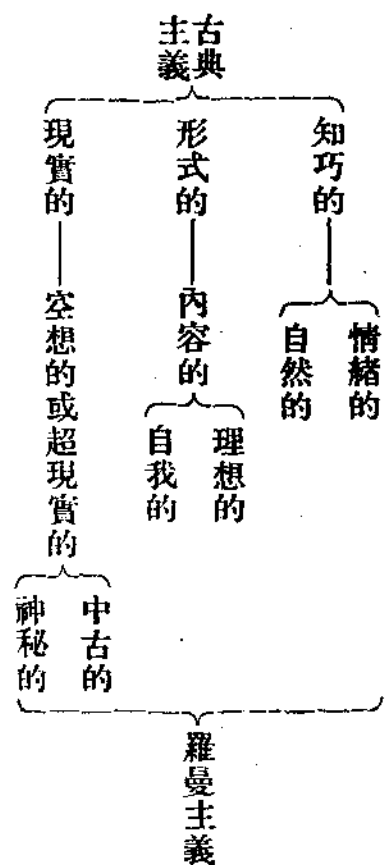 古典
主義
知巧的
情緒的
自然的
形式的
內容的
理想的
自我的
現實的
空想的或超現實的
中古的
神秘的
羅曼主義